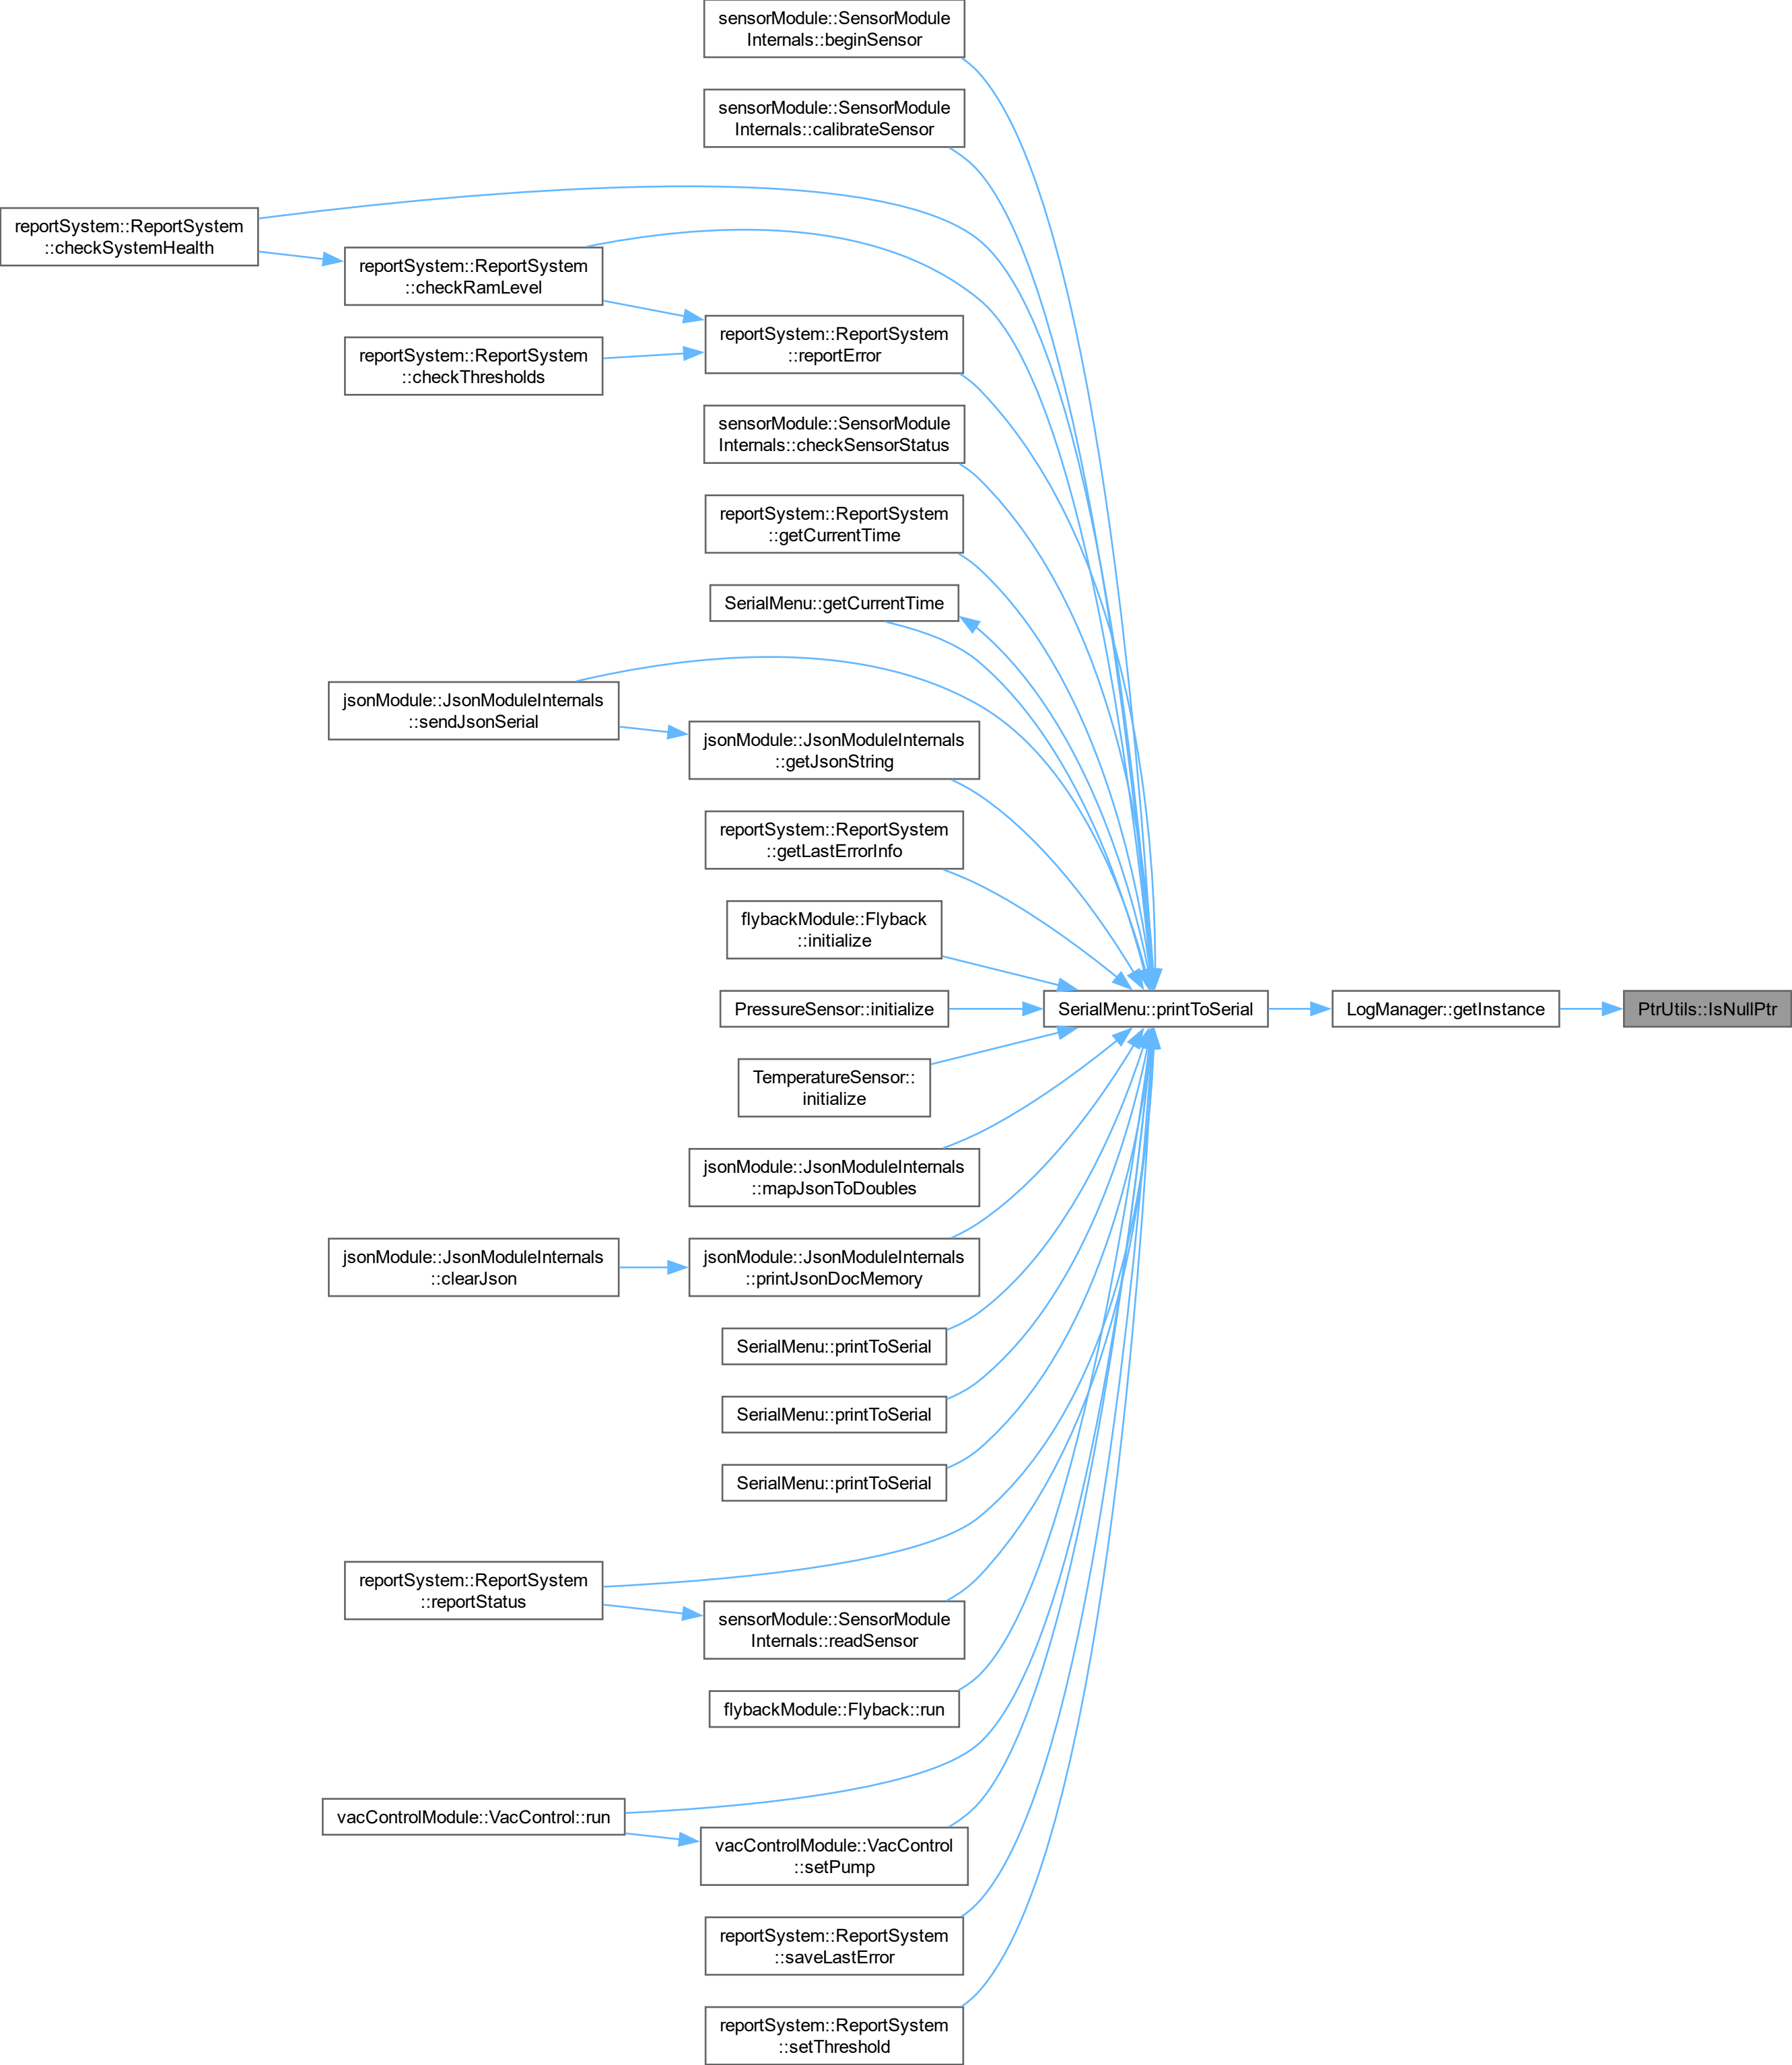 sensorModule::SensorModule
Internals::beginSensor
sensorModule::SensorModule
Internals::calibrateSensor
reportSystem::ReportSystem
::checkSystemHealth
reportSystem::ReportSystem
::checkRamLevel
reportSystem::ReportSystem
::reportError
reportSystem::ReportSystem
::checkThresholds
sensorModule::SensorModule
Internals::checkSensorStatus
reportSystem::ReportSystem
::getCurrentTime
SerialMenu::getCurrentTime
jsonModule::JsonModuleInternals
::sendJsonSerial
jsonModule::JsonModuleInternals
::getJsonString
reportSystem::ReportSystem
::getLastErrorInfo
flybackModule::Flyback
::initialize
PressureSensor::initialize
SerialMenu::printToSerial
LogManager::getInstance
PtrUtils::IsNullPtr
TemperatureSensor::
initialize
jsonModule::JsonModuleInternals
::mapJsonToDoubles
jsonModule::JsonModuleInternals
::clearJson
jsonModule::JsonModuleInternals
::printJsonDocMemory
SerialMenu::printToSerial
SerialMenu::printToSerial
SerialMenu::printToSerial
reportSystem::ReportSystem
::reportStatus
sensorModule::SensorModule
Internals::readSensor
flybackModule::Flyback::run
vacControlModule::VacControl::run
vacControlModule::VacControl
::setPump
reportSystem::ReportSystem
::saveLastError
reportSystem::ReportSystem
::setThreshold